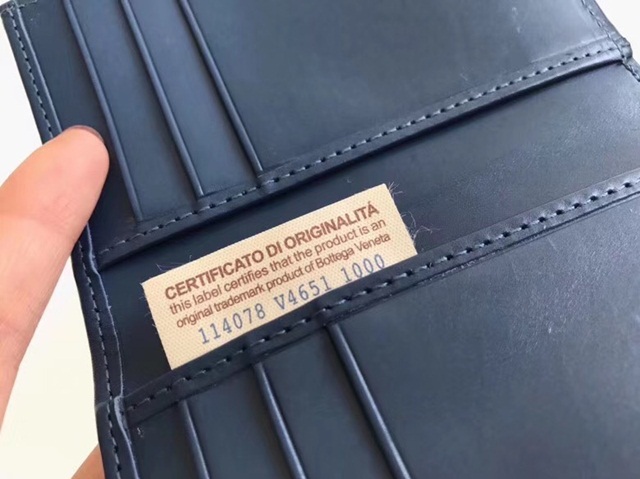 CERTIFICATO DI ORIGINALITÁ
this label certifies that the product is an
original trademark product of Bottega Veneta
114078 V4651 1000